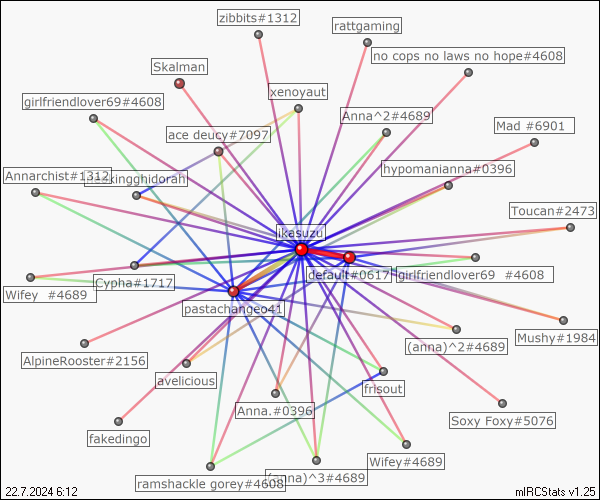 zibbits#1312
rattgaming
no cops no laws no hope#4608
Skalman
xenoyaut
girlfriendlover69#4608
Anna^2#4689
Mad #6901
ace deucy#7097
hypomanianna#0396
Annarchist#1312
Toucan#2473
ikasuzu
default#0617
girlfriendlover69 #4608
Wifey #4689
Cypha#1717
pastachangeo41
Mushy#1984
(anna)^2#4689
AlpineRooster#2156
avelicious
frisout
Anna.#0396
Soxy Foxy#5076
fakedingo
Wifey#4689
(anna)^3#4689
ramshackle gorey#4608
22.7.2024 6:12
mIRCStats v1.25